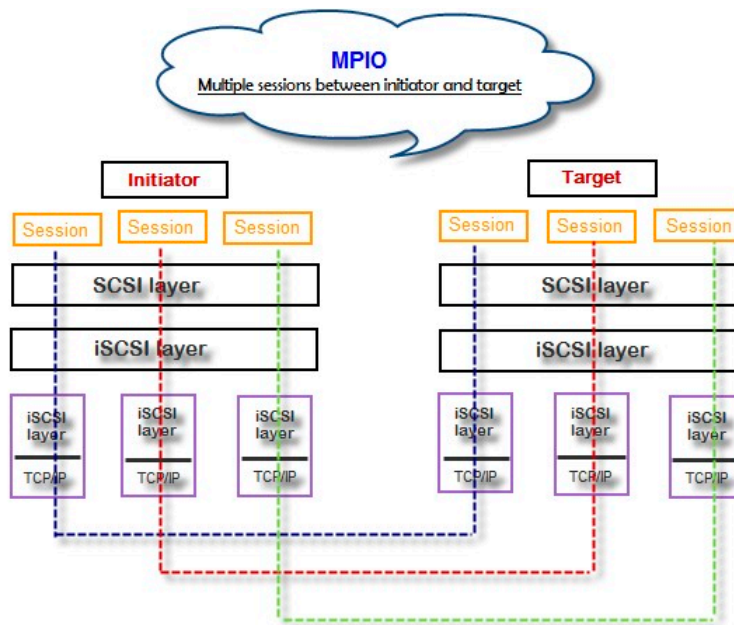 MPIO
Multiple sessions between initiator and target
Initiator
Session
Session
Session
SCSI layer
iSCSI layer
iSCSI
layer
TCP/IP
iSCSI
layer
TCP/IP
iSCSI
layer
TCP/IP
Target
Session
Session
Session
SCSI layer
iSCSI layer
iSCSI
layer
TCP/IP
iSCSI
layer
TCP/IP
iSCSI
layer
TCP/IP